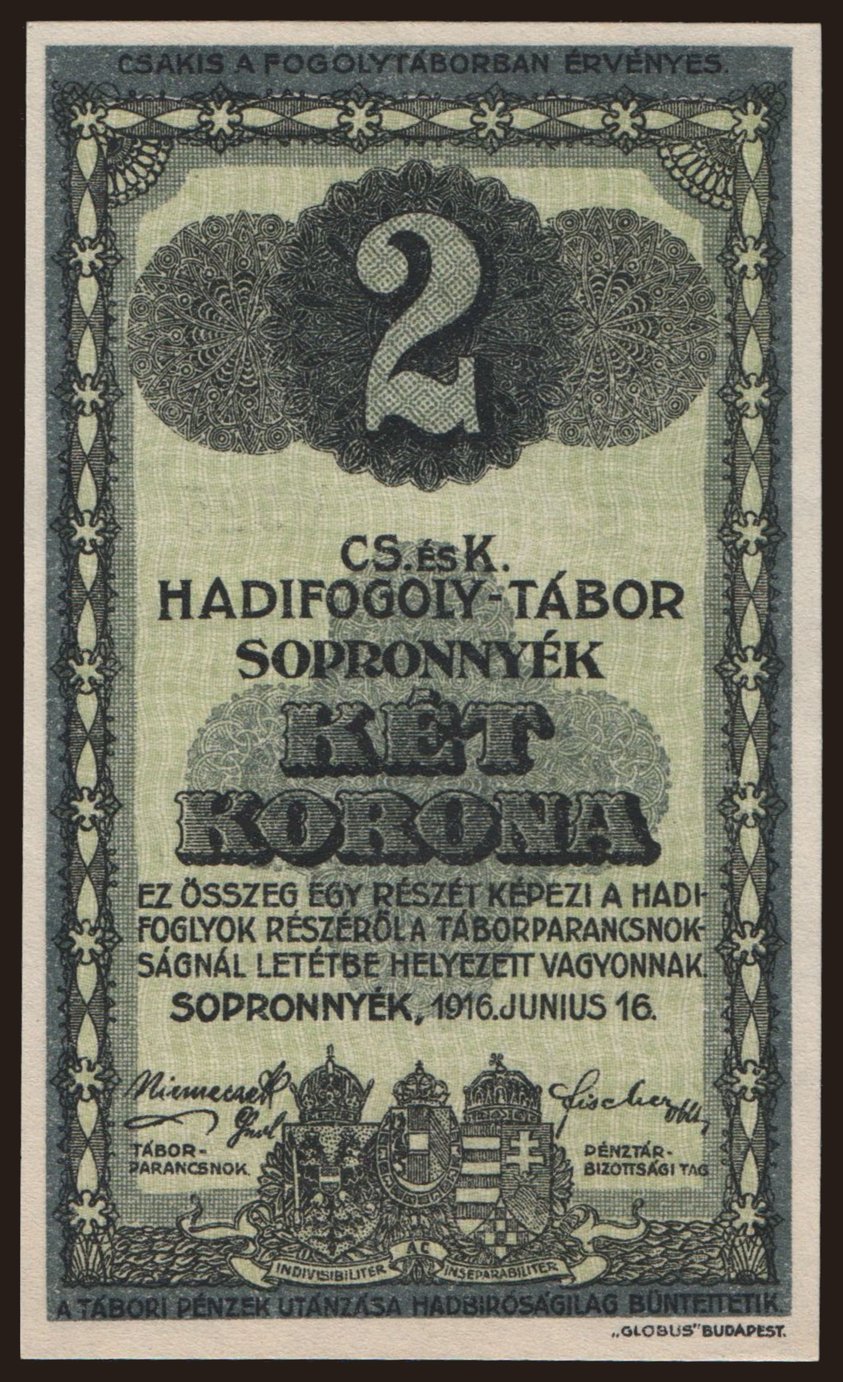 CSAKIS A FOGOLYTÁBORBAN ÉRVÉNYES.
2
CS. ÉS K.
HADIFOGOLY-TÁBOR
SOPRONNYÉK
KÉT
KORONA
EZ ÖSSZEG EGY RÉSZÉT KÉPEZI A HADI-
FOGLYOK RÉSZÉRŐL A TÁBORPARANCSNOK-
SÁGNÁL LETÉTBE HELYEZETT VAGYONNAK.
SOPRONNYÉK, 1916. JUNIUS 16.
Fischer
TÁBOR-
PARANCSNOK.
PÉNZTÁR-
BIZOTTSÁGI TAG
INDIVISIBILITER AC INSEPARABILITER
A TÁBORI PÉNZEK UTÁNZÁSA HADBIRÓSÁGILAG BÜNTETTETIK.
„GLOBUS" BUDAPEST.